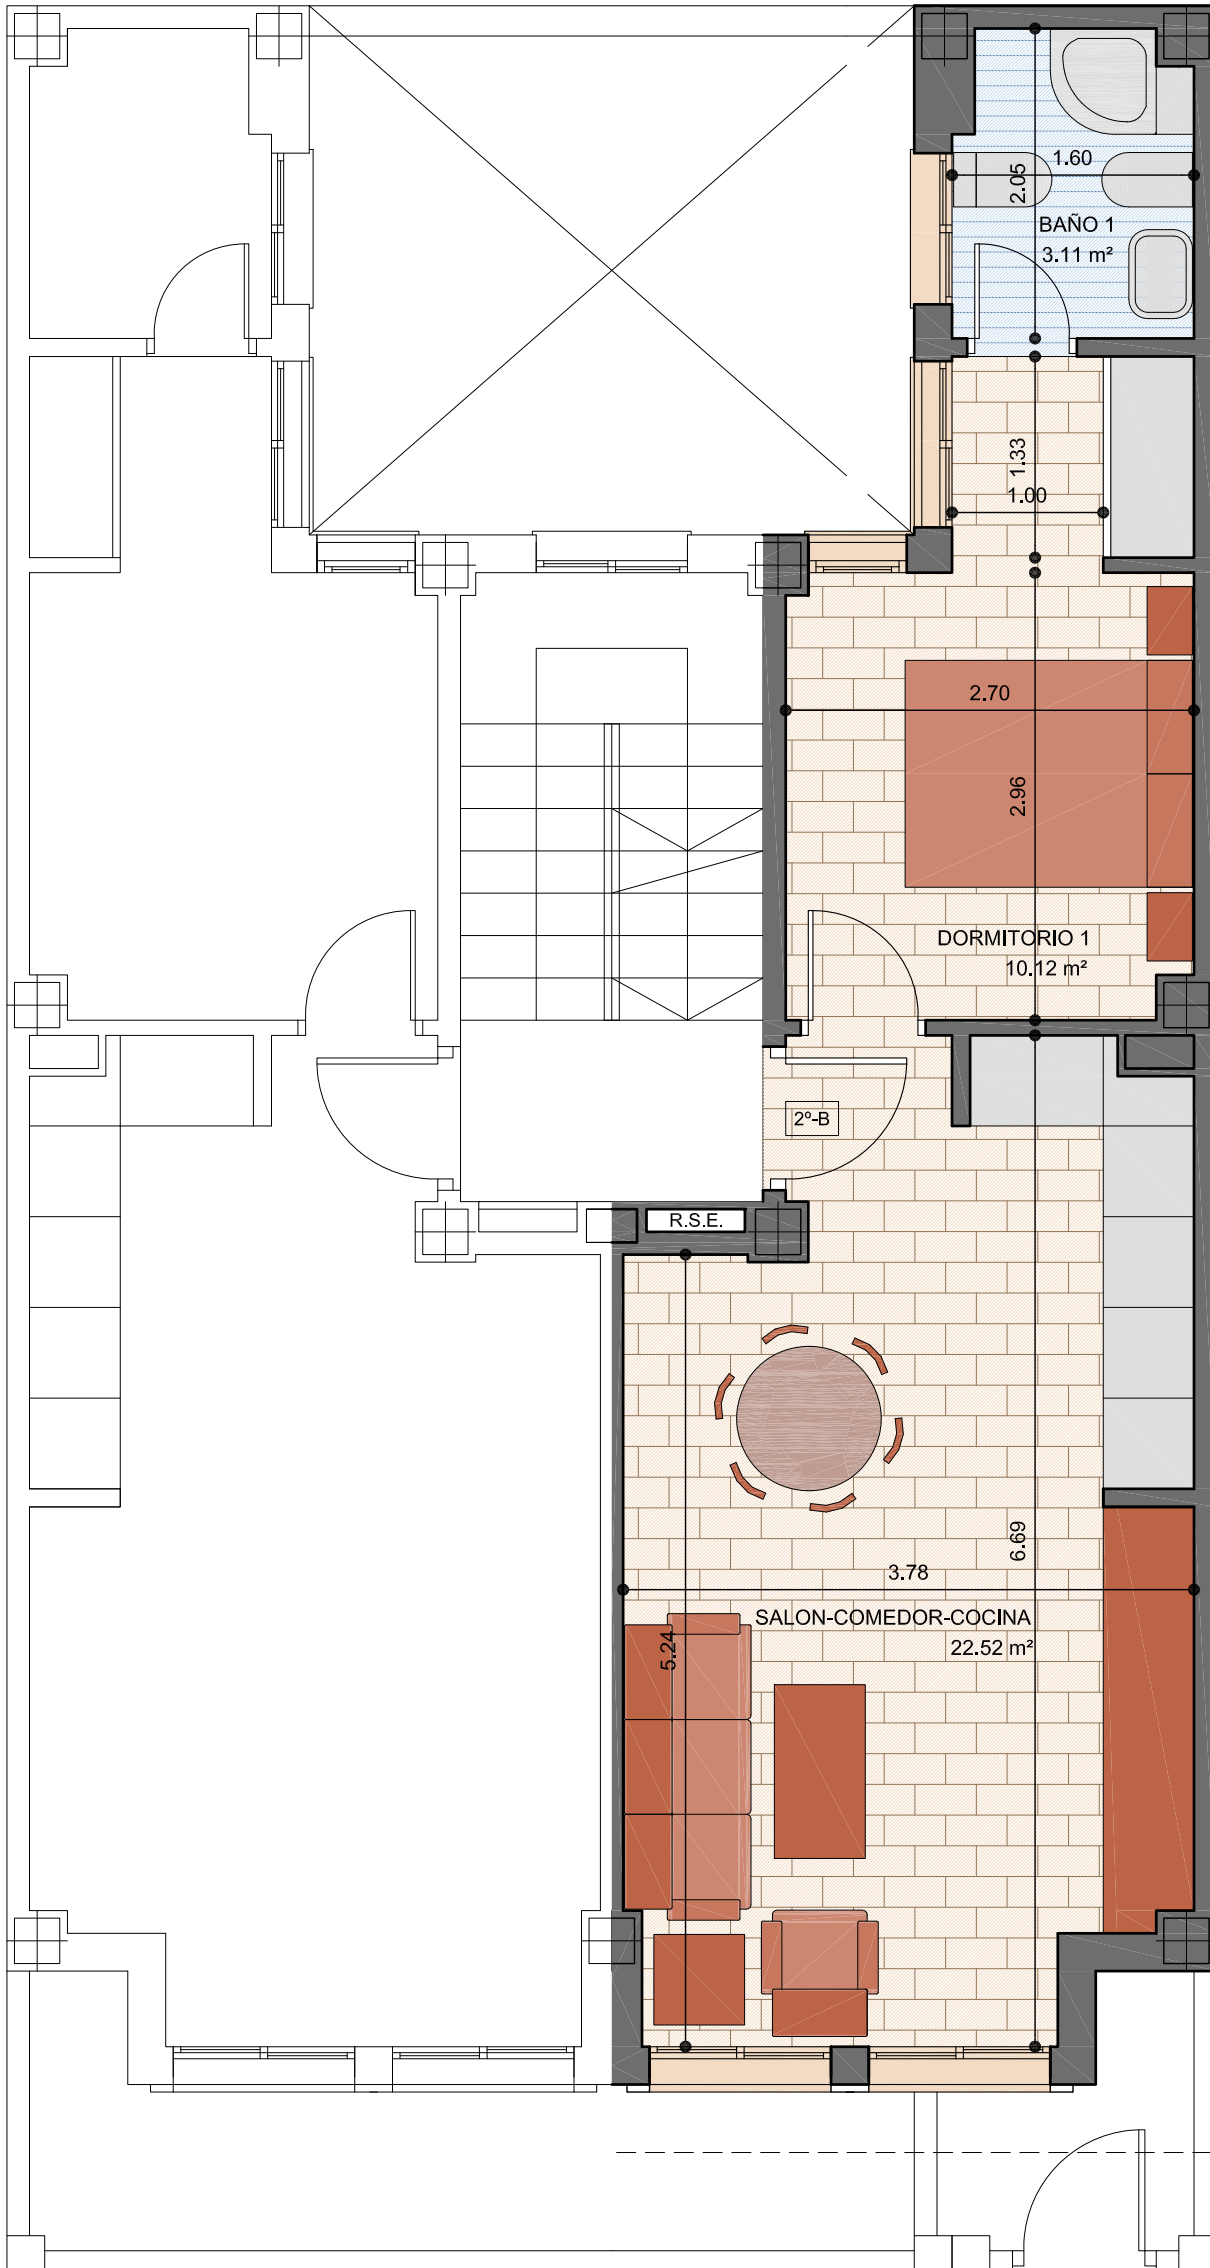 1.60
2.05
BAÑO 1
3.11 m²
1.33
1.00
2.70
2.96
DORMITORIO 1
10.12 m²
2º-B
R.S.E.
6.69
3.78
SALON-COMEDOR-COCINA
22.52 m²
5.24